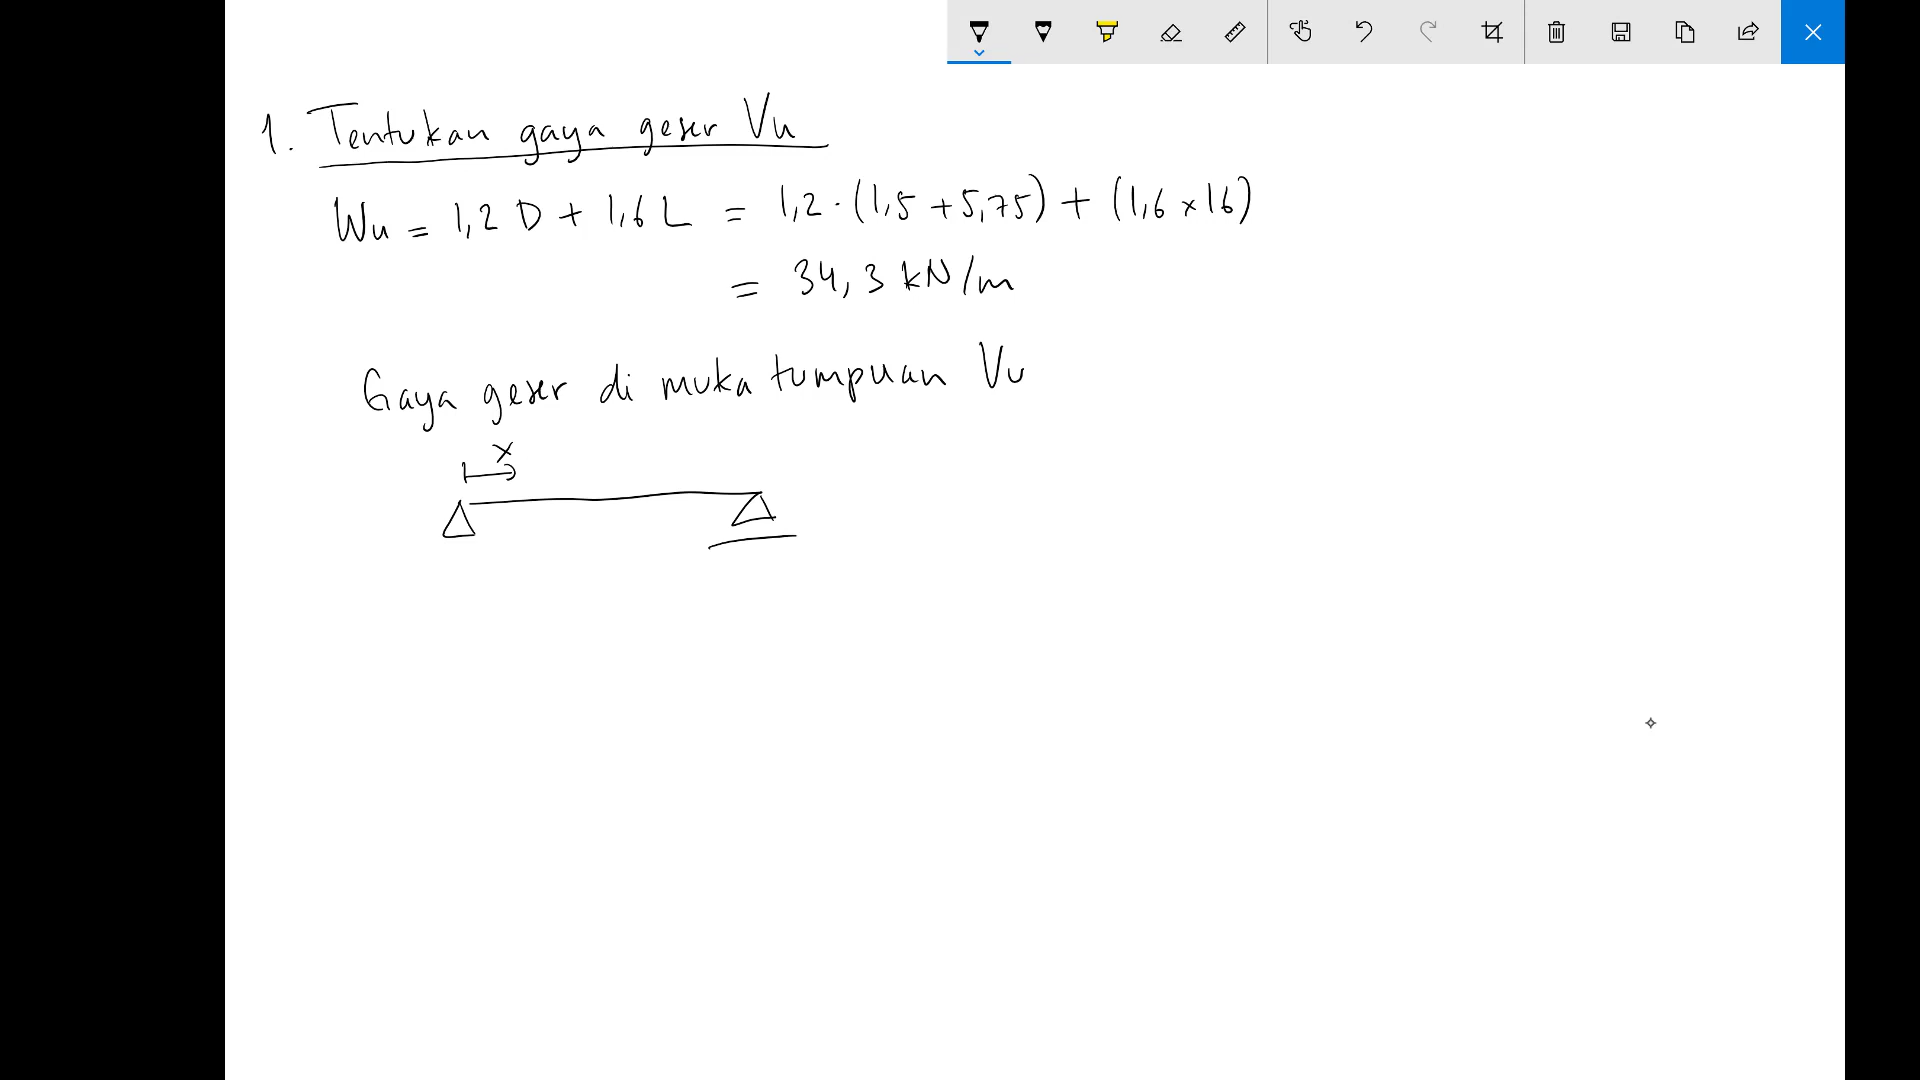 1. Tentukan gaya geser Vu
Wu = 1,2 D + 1,6 L = 1,2 · (1,5 + 5,75) + (1,6 x 16)
= 34,3 kN/m
Gaya geser di muka tumpuan Vu
x